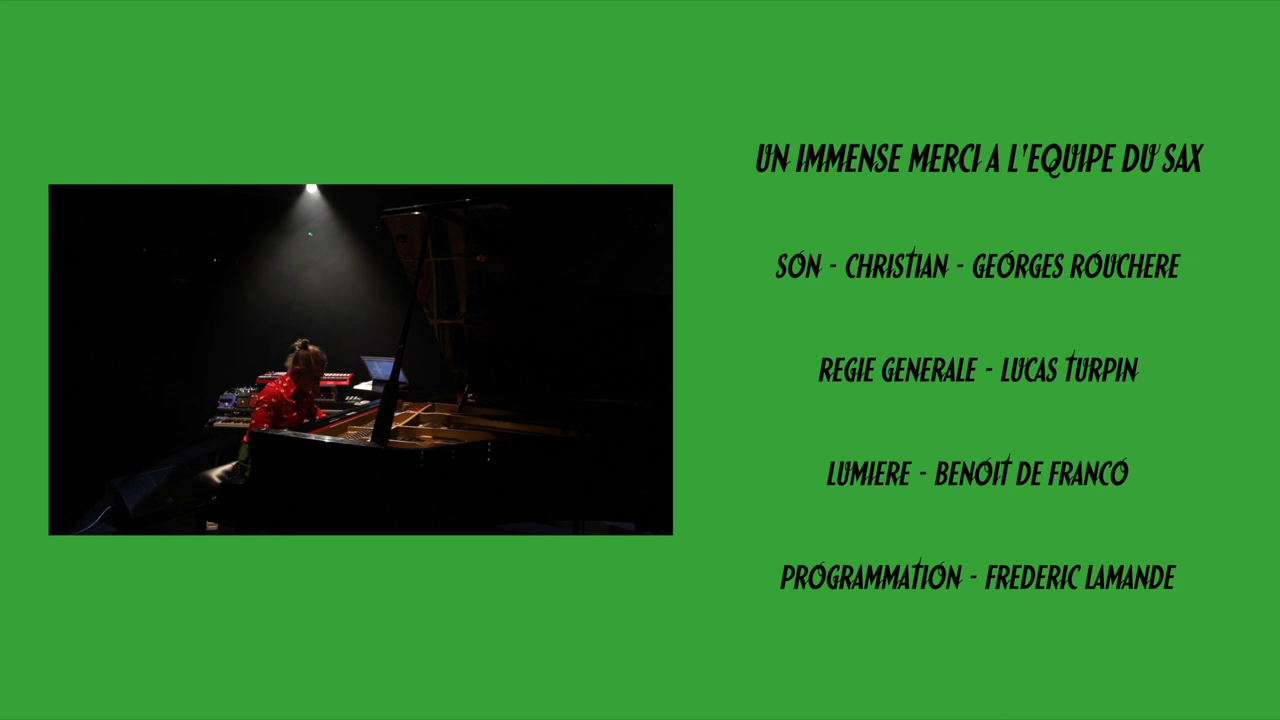 UN IMMENSE MERCI A L'EQUIPE DU SAX
SON - CHRISTIAN - GEORGES ROUCHERE
REGIE GENERALE - LUCAS TURPIN
LUMIERE - BENOIT DE FRANCO
PROGRAMMATION - FREDERIC LAMANDE